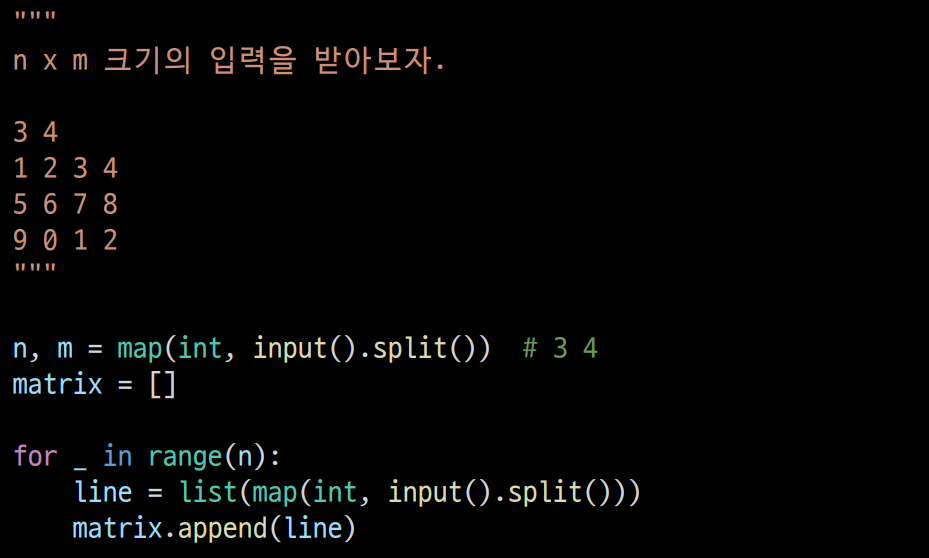 """
n x m 크기의 입력을 받아보자.
3 4
1 2 3 4
5 6 7 8
9 0 1 2
"""
n, m = map(int, input().split())  # 3 4
matrix = []
for _ in range(n):
    line = list(map(int, input().split()))
    matrix.append(line)